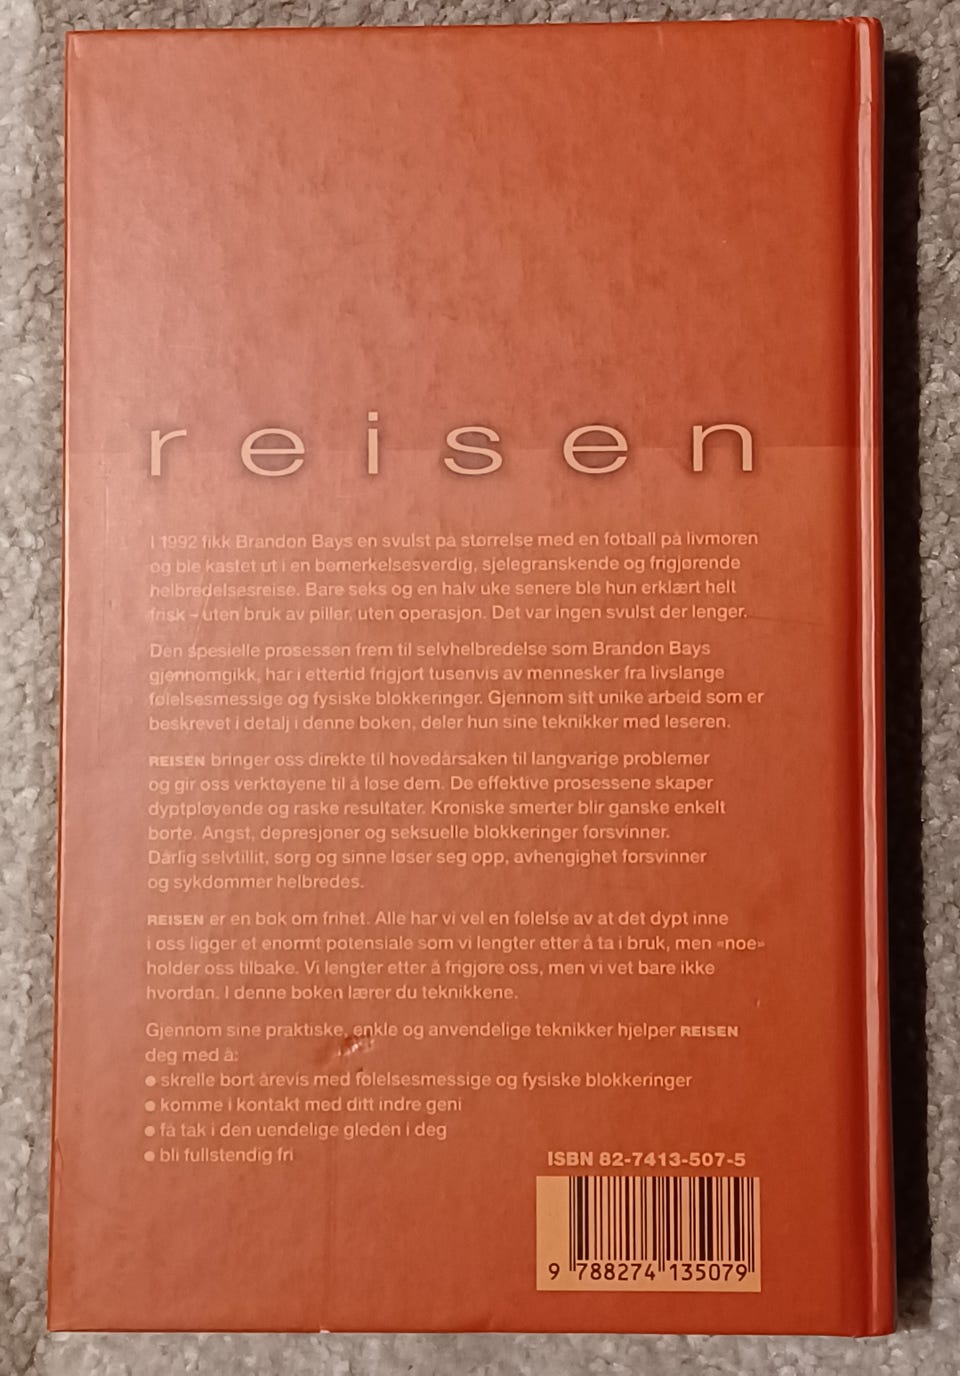 reisen
I 1992 fikk Brandon Bays en svulst på størrelse med en fotball på livmoren
og ble kastet ut i en bemerkelsesverdig, sjelegranskende og frigjørende
helbredelsesreise. Bare seks og en halv uke senere ble hun erklært helt
frisk – uten bruk av piller, uten operasjon. Det var ingen svulst der lenger.
Den spesielle prosessen frem til selvhelbredelse som Brandon Bays
gjennomgikk, har i ettertid frigjort tusenvis av mennesker fra livslange
følelsesmessige og fysiske blokkeringer. Gjennom sitt unike arbeid som er
beskrevet i detalj i denne boken, deler hun sine teknikker med leseren.
REISEN bringer oss direkte til hovedårsaken til langvarige problemer
og gir oss verktøyene til å løse dem. De effektive prosessene skaper
dyptpløyende og raske resultater. Kroniske smerter blir ganske enkelt
borte. Angst, depresjoner og seksuelle blokkeringer forsvinner.
Dårlig selvtillit, sorg og sinne løser seg opp, avhengighet forsvinner
og sykdommer helbredes.
REISEN er en bok om frihet. Alle har vi vel en følelse av at det dypt inne
i oss ligger et enormt potensiale som vi lengter etter å ta i bruk, men «noe»
holder oss tilbake. Vi lengter etter å frigjøre oss, men vi vet bare ikke
hvordan. I denne boken lærer du teknikkene.
Gjennom sine praktiske, enkle og anvendelige teknikker hjelper REISEN
deg med å:
● skrelle bort årevis med følelsesmessige og fysiske blokkeringer
● komme i kontakt med ditt indre geni
● få tak i den uendelige gleden i deg
● bli fullstendig fri
ISBN 82-7413-507-5
9 788274 135079